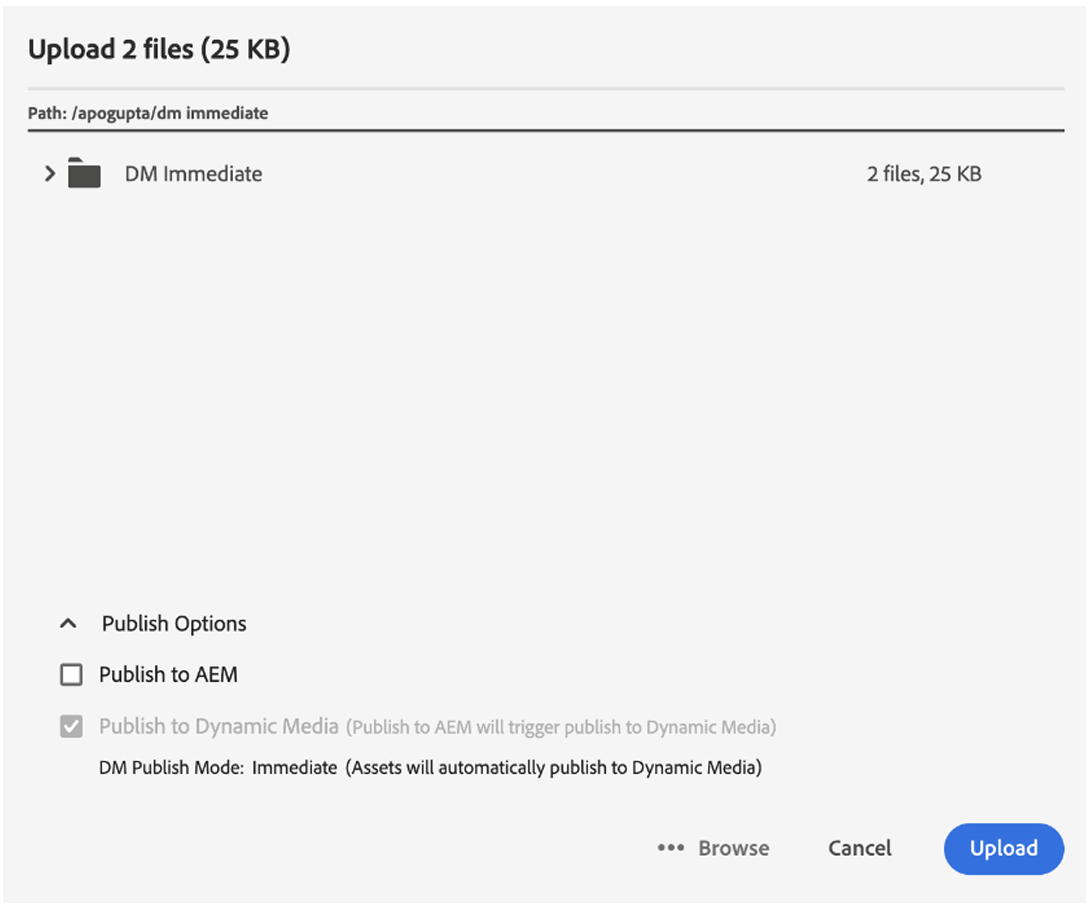 Upload 2 files (25 KB)
Path: /apogupta/dm immediate
DM Immediate 2 files, 25 KB
Publish Options
Publish to AEM
Publish to Dynamic Media (Publish to AEM will trigger publish to Dynamic Media)
DM Publish Mode: Immediate (Assets will automatically publish to Dynamic Media)
••• Browse Cancel Upload